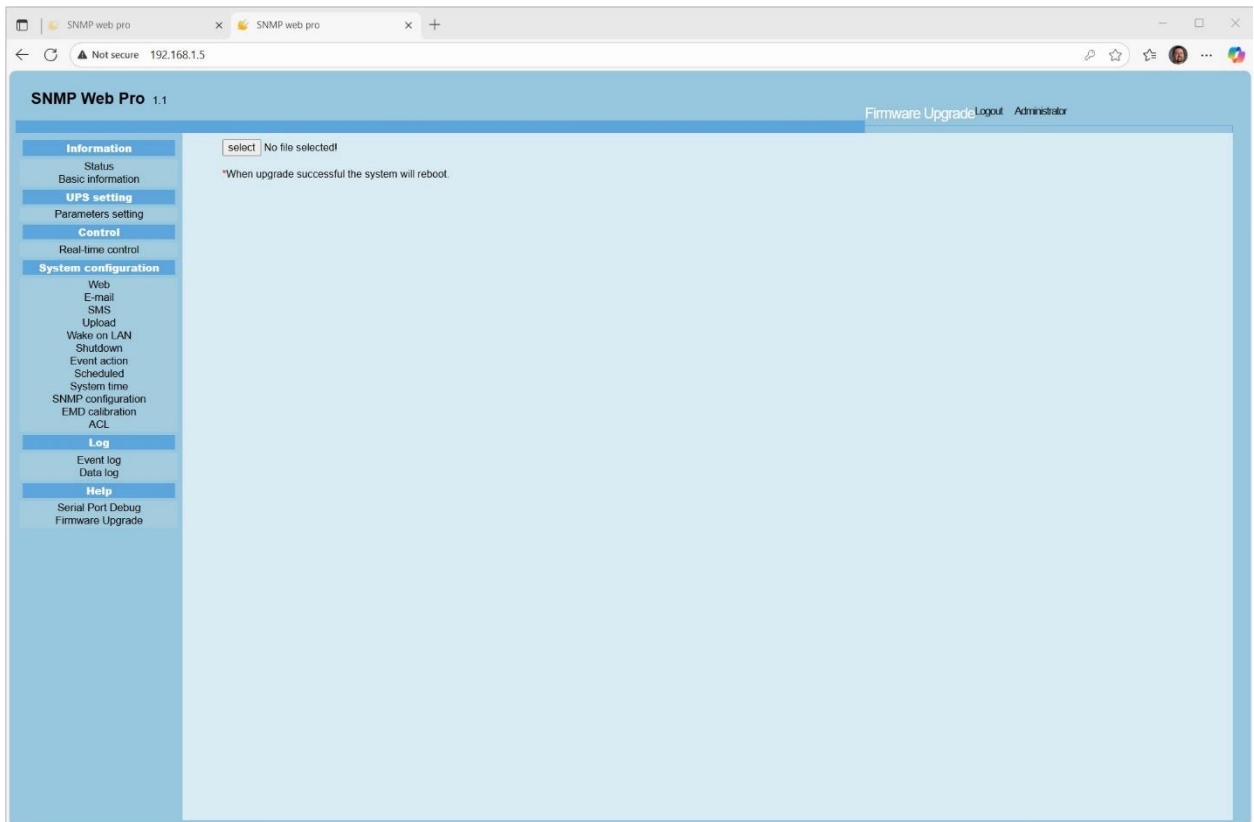 SNMP web pro
SNMP web pro
Not secure 192.168.1.5
SNMP Web Pro 1.1
Firmware Upgrade Logout Administrator
Information
Status
Basic information
UPS setting
Parameters setting
Control
Real-time control
System configuration
Web
E-mail
SMS
Upload
Wake on LAN
Shutdown
Event action
Scheduled
System time
SNMP configuration
EMD calibration
ACL
Log
Event log
Data log
Help
Serial Port Debug
Firmware Upgrade
select No file selected!
*When upgrade successful the system will reboot.